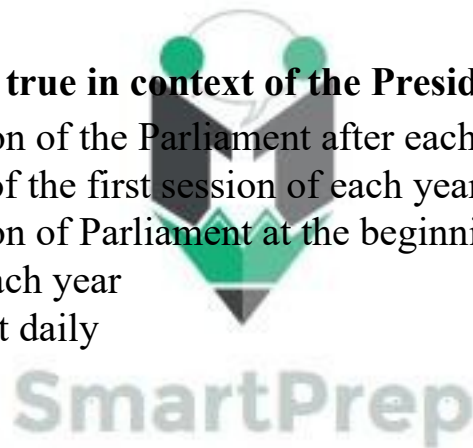 true in context of the Presid
on of the Parliament after each
of the first session of each year
on of Parliament at the beginni
ach year
t daily
SmartPrep